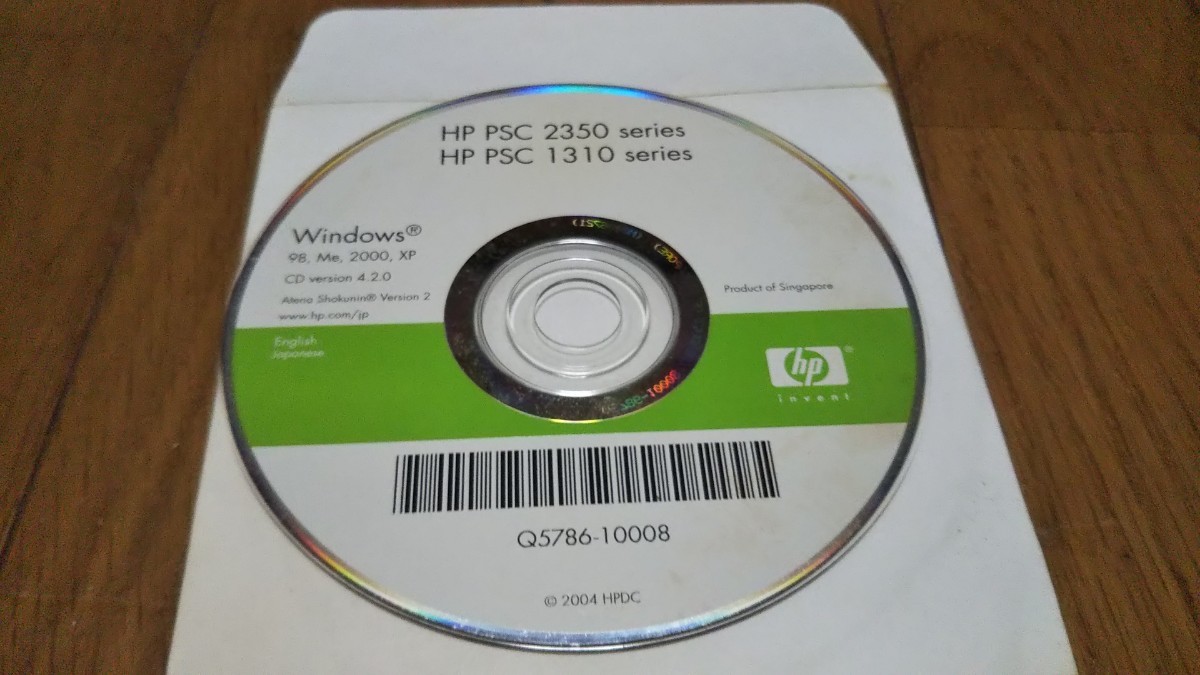 HP PSC 2350 series
HP PSC 1310 series
Windows®
98, Me, 2000, XP
CD version 4.2.0
Atena Shokunin® Version 2
www.hp.com/jp
Product of Singapore
English
Japanese
hp®
invent
Q5786-10008
© 2004 HPDC